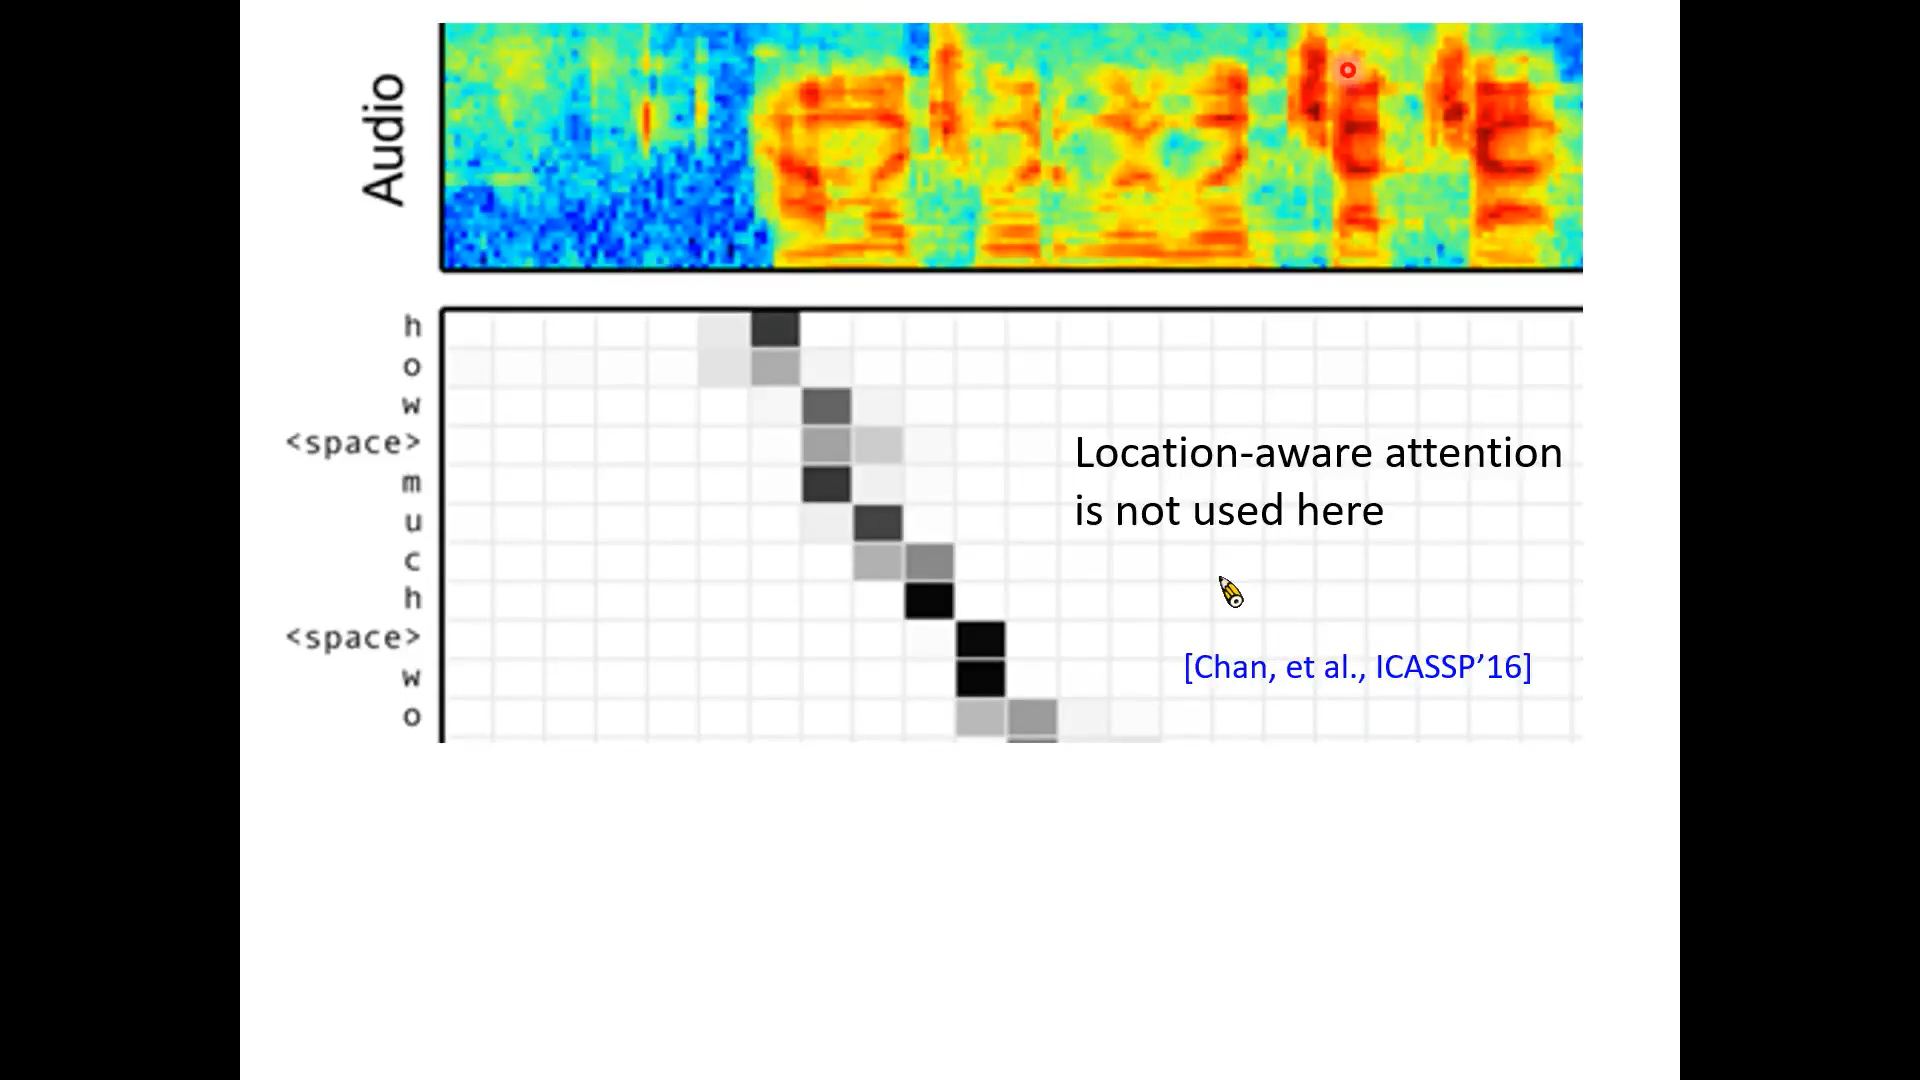 Audio
h
o
w
<space>
m
u
c
h
<space>
w
o
Location-aware attention
is not used here
[Chan, et al., ICASSP’16]